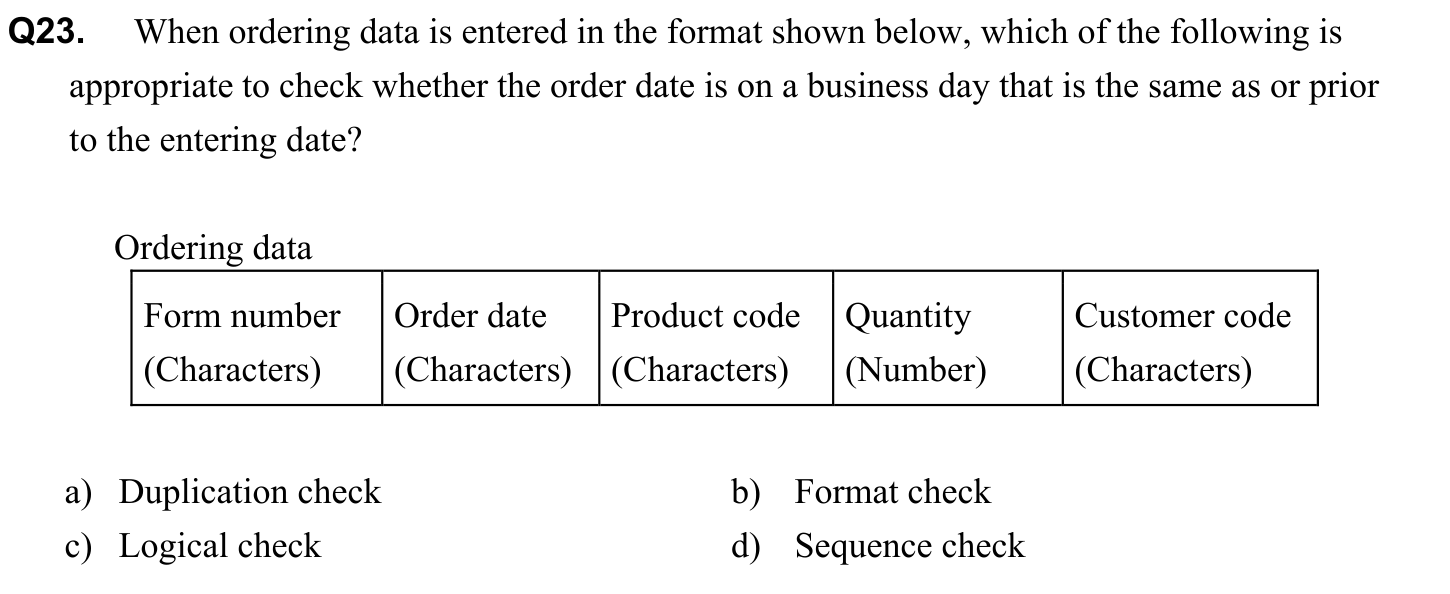 Q23. When ordering data is entered in the format shown below, which of the following is
appropriate to check whether the order date is on a business day that is the same as or prior
to the entering date?
Ordering data
Form number (Characters) Order date (Characters) Product code (Characters) Quantity (Number) Customer code (Characters)
a) Duplication check b) Format check
c) Logical check d) Sequence check